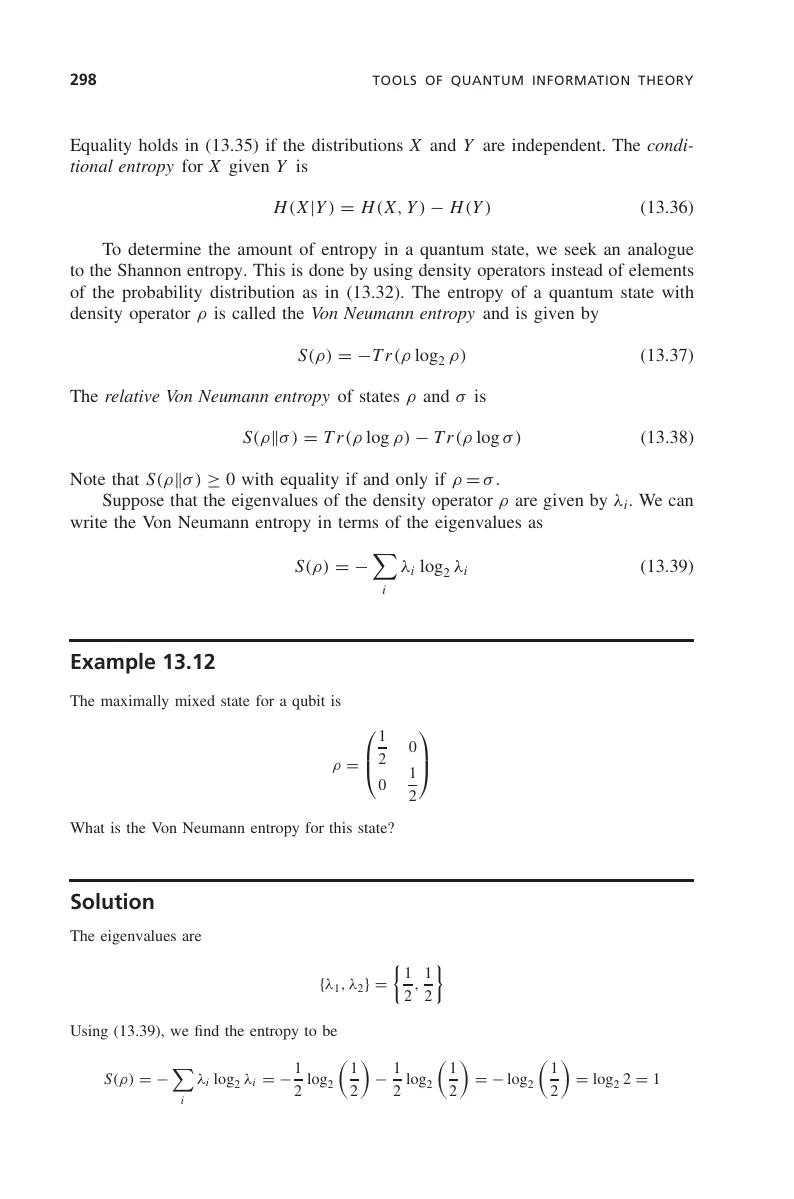 298
TOOLS OF QUANTUM INFORMATION THEORY
Equality holds in (13.35) if the distributions X and Y are independent. The condi-
tional entropy for X given Y is
H(X|Y) = H(X, Y) − H(Y) (13.36)
To determine the amount of entropy in a quantum state, we seek an analogue
to the Shannon entropy. This is done by using density operators instead of elements
of the probability distribution as in (13.32). The entropy of a quantum state with
density operator ρ is called the Von Neumann entropy and is given by
S(ρ) = −Tr(ρ log₂ ρ) (13.37)
The relative Von Neumann entropy of states ρ and σ is
S(ρ∥σ) = Tr(ρ log ρ) − Tr(ρ log σ) (13.38)
Note that S(ρ∥σ) ≥ 0 with equality if and only if ρ = σ.
Suppose that the eigenvalues of the density operator ρ are given by λᵢ. We can
write the Von Neumann entropy in terms of the eigenvalues as
S(ρ) = − ∑ᵢ λᵢ log₂ λᵢ (13.39)
Example 13.12
The maximally mixed state for a qubit is
ρ = ( 1/2 0
0 1/2 )
What is the Von Neumann entropy for this state?
Solution
The eigenvalues are
{λ₁, λ₂} = { 1/2, 1/2 }
Using (13.39), we find the entropy to be
S(ρ) = − ∑ᵢ λᵢ log₂ λᵢ = − 1/2 log₂ (1/2) − 1/2 log₂ (1/2) = − log₂ (1/2) = log₂ 2 = 1